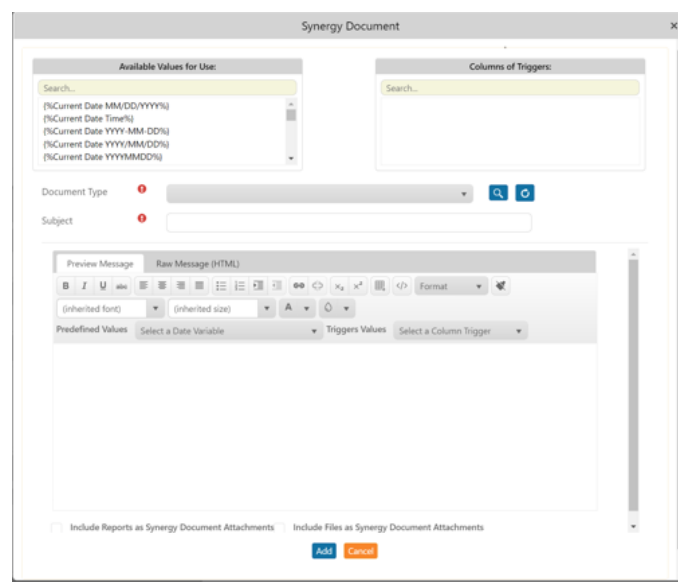 Synergy Document
×
Available Values for Use:
Columns of Triggers:
Search...
Search...
{%Current Date MM/DD/YYYY%}
{%Current Date Time%}
{%Current Date YYYY-MM-DD%}
{%Current Date YYYY/MM/DD%}
{%Current Date YYYYMMDD%}
Document Type
Subject
Preview Message Raw Message (HTML)
B I U abc x₂ x² </> Format
(inherited font) (inherited size) A
Predefined Values Select a Date Variable Triggers Values Select a Column Trigger
Include Reports as Synergy Document Attachments Include Files as Synergy Document Attachments
Add Cancel